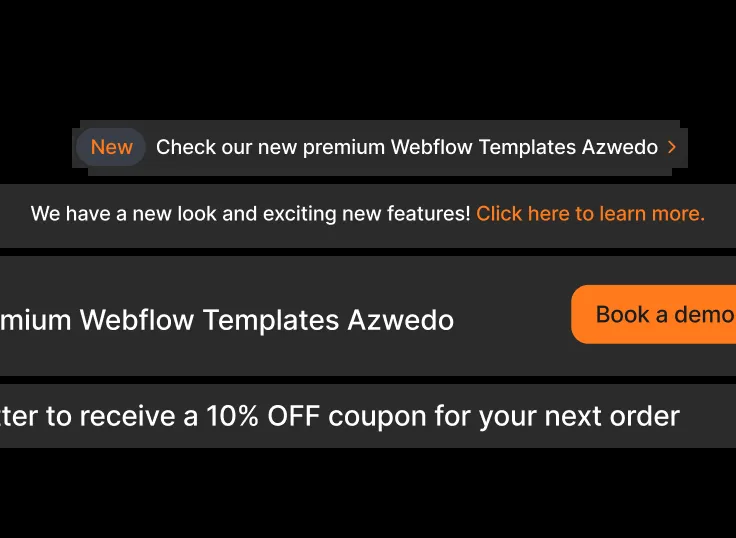 New Check our new premium Webflow Templates Azwedo
We have a new look and exciting new features! Click here to learn more.
mium Webflow Templates Azwedo
Book a demo
ter to receive a 10% OFF coupon for your next order